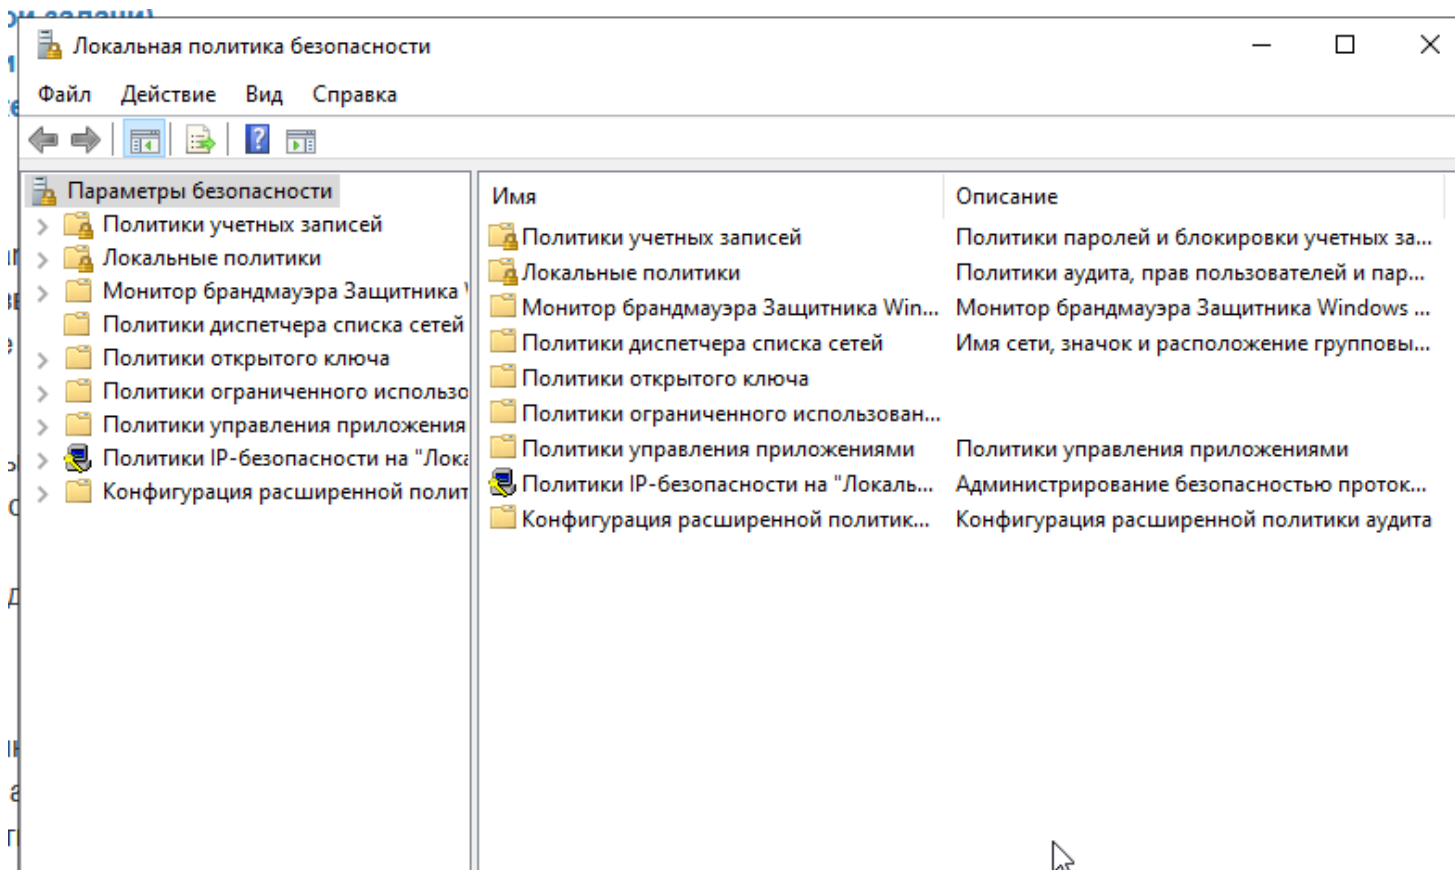 ои задачи)
Локальная политика безопасности
Файл Действие Вид Справка
Параметры безопасности
Политики учетных записей
Локальные политики
Монитор брандмауэра Защитника
Политики диспетчера списка сетей
Политики открытого ключа
Политики ограниченного использо
Политики управления приложения
Политики IP-безопасности на "Лока
Конфигурация расширенной полит
Имя Описание
Политики учетных записей Политики паролей и блокировки учетных за...
Локальные политики Политики аудита, прав пользователей и пар...
Монитор брандмауэра Защитника Win... Монитор брандмауэра Защитника Windows ...
Политики диспетчера списка сетей Имя сети, значок и расположение групповы...
Политики открытого ключа
Политики ограниченного использован...
Политики управления приложениями Политики управления приложениями
Политики IP-безопасности на "Локаль... Администрирование безопасностью проток...
Конфигурация расширенной политик... Конфигурация расширенной политики аудита